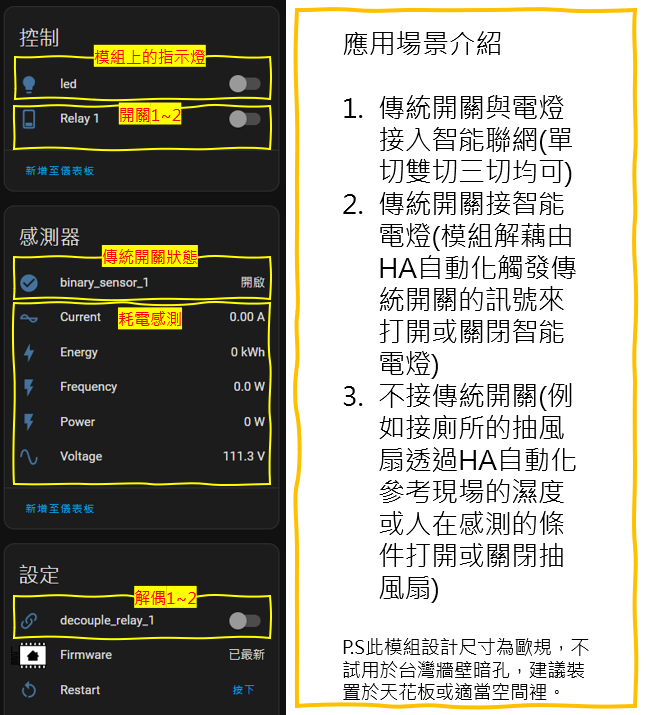 控制
模組上的指示燈
led
Relay 1
開關1~2
新增至儀表板
感測器
傳統開關狀態
binary_sensor_1 開啟
Current 0.00 A
耗電感測
Energy 0 kWh
Frequency 0.0 W
Power 0 W
Voltage 111.3 V
新增至儀表板
設定
解偶1~2
decouple_relay_1
Firmware 已最新
Restart 按下
應用場景介紹
1. 傳統開關與電燈
接入智能聯網(單
切雙切三切均可)
2. 傳統開關接智能
電燈(模組解藕由
HA自動化觸發傳
統開關的訊號來
打開或關閉智能
電燈)
3. 不接傳統開關(例
如接廁所的抽風
扇透過HA自動化
參考現場的濕度
或人在感測的條
件打開或關閉抽
風扇)
P.S此模組設計尺寸為歐規，不
試用於台灣牆壁暗孔，建議裝
置於天花板或適當空間裡。